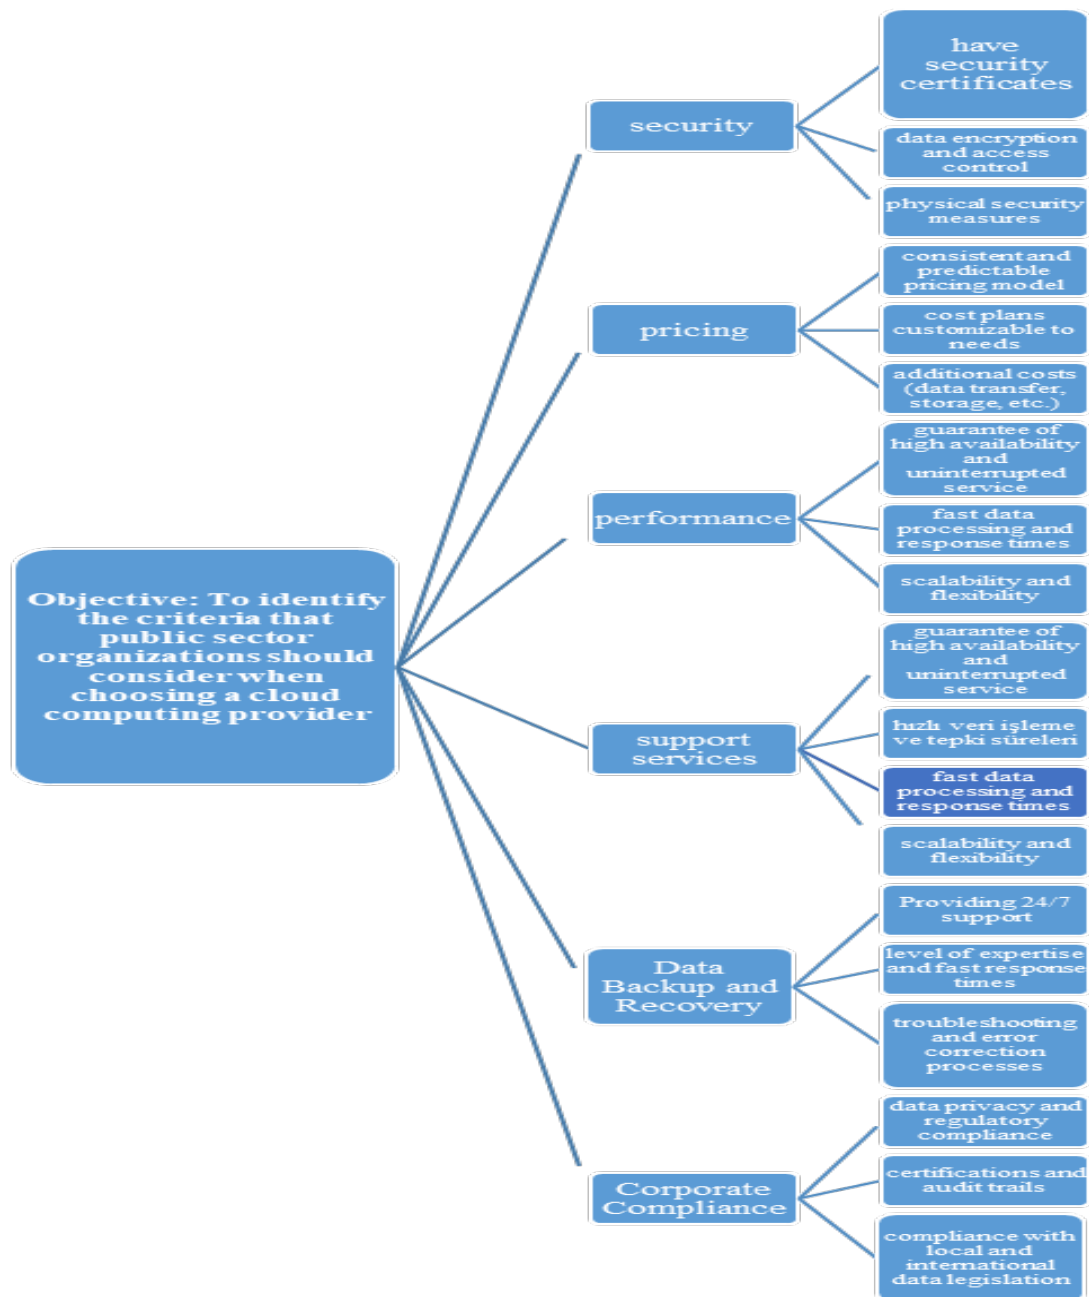 Objective: To identify
the criteria that
public sector
organizations should
consider when
choosing a cloud
computing provider
security
have
security
certificates
data encryption
and access
control
physical security
measures
pricing
consistent and
predictable
pricing model
cost plans
customizable to
needs
additional costs
(data transfer,
storage, etc.)
performance
guarantee of
high availability
and
uninterrupted
service
fast data
processing and
response times
scalability and
flexibility
support
services
guarantee of
high availability
and
uninterrupted
service
hızlı veri işleme
ve tepki süreleri
fast data
processing and
response times
scalability and
flexibility
Data
Backup and
Recovery
Providing 24/7
support
level of expertise
and fast response
times
troubleshooting
and error
correction
processes
Corporate
Compliance
data privacy and
regulatory
compliance
certifications and
audit trails
compliance with
local and
international
data legislation